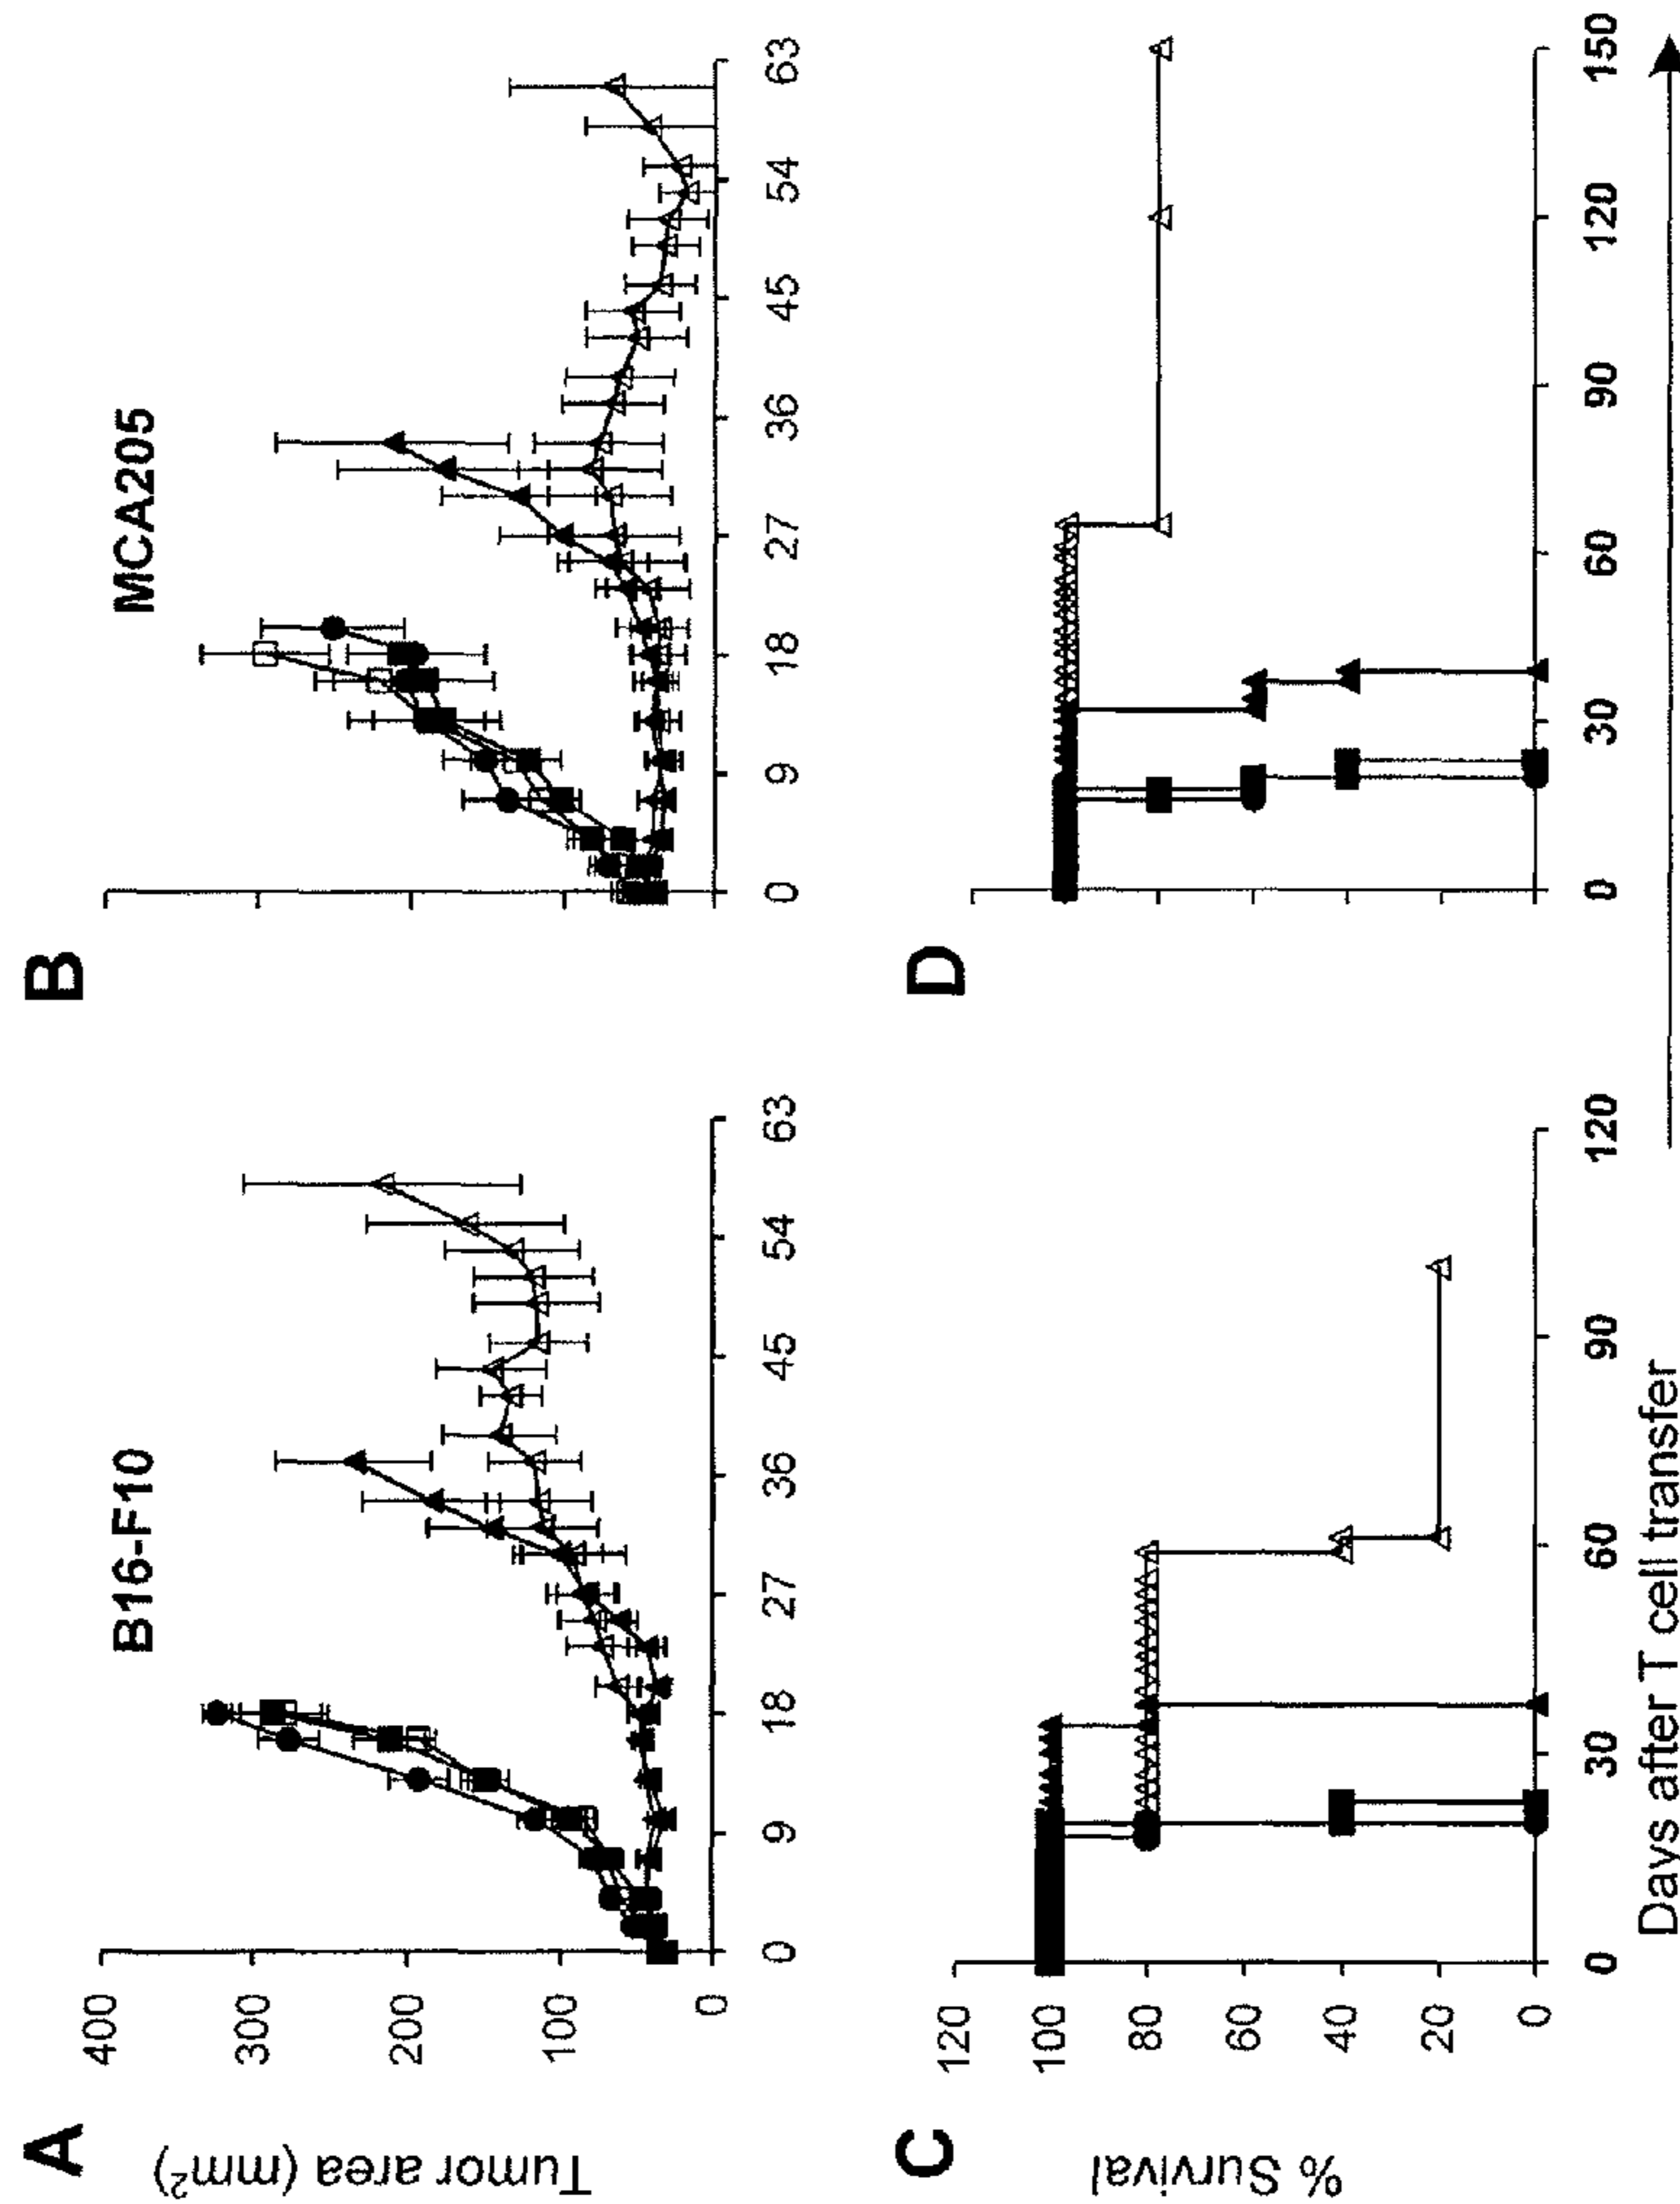 A
B16-F10
Tumor area (mm²)
400
300
200
100
0
0 9 18 27 36 45 54 63
B
MCA205
0 9 18 27 36 45 54 63
C
% Survival
120
100
80
60
40
20
0
0 30 60 90 120
D
0 30 60 90 120 150
Days after T cell transfer